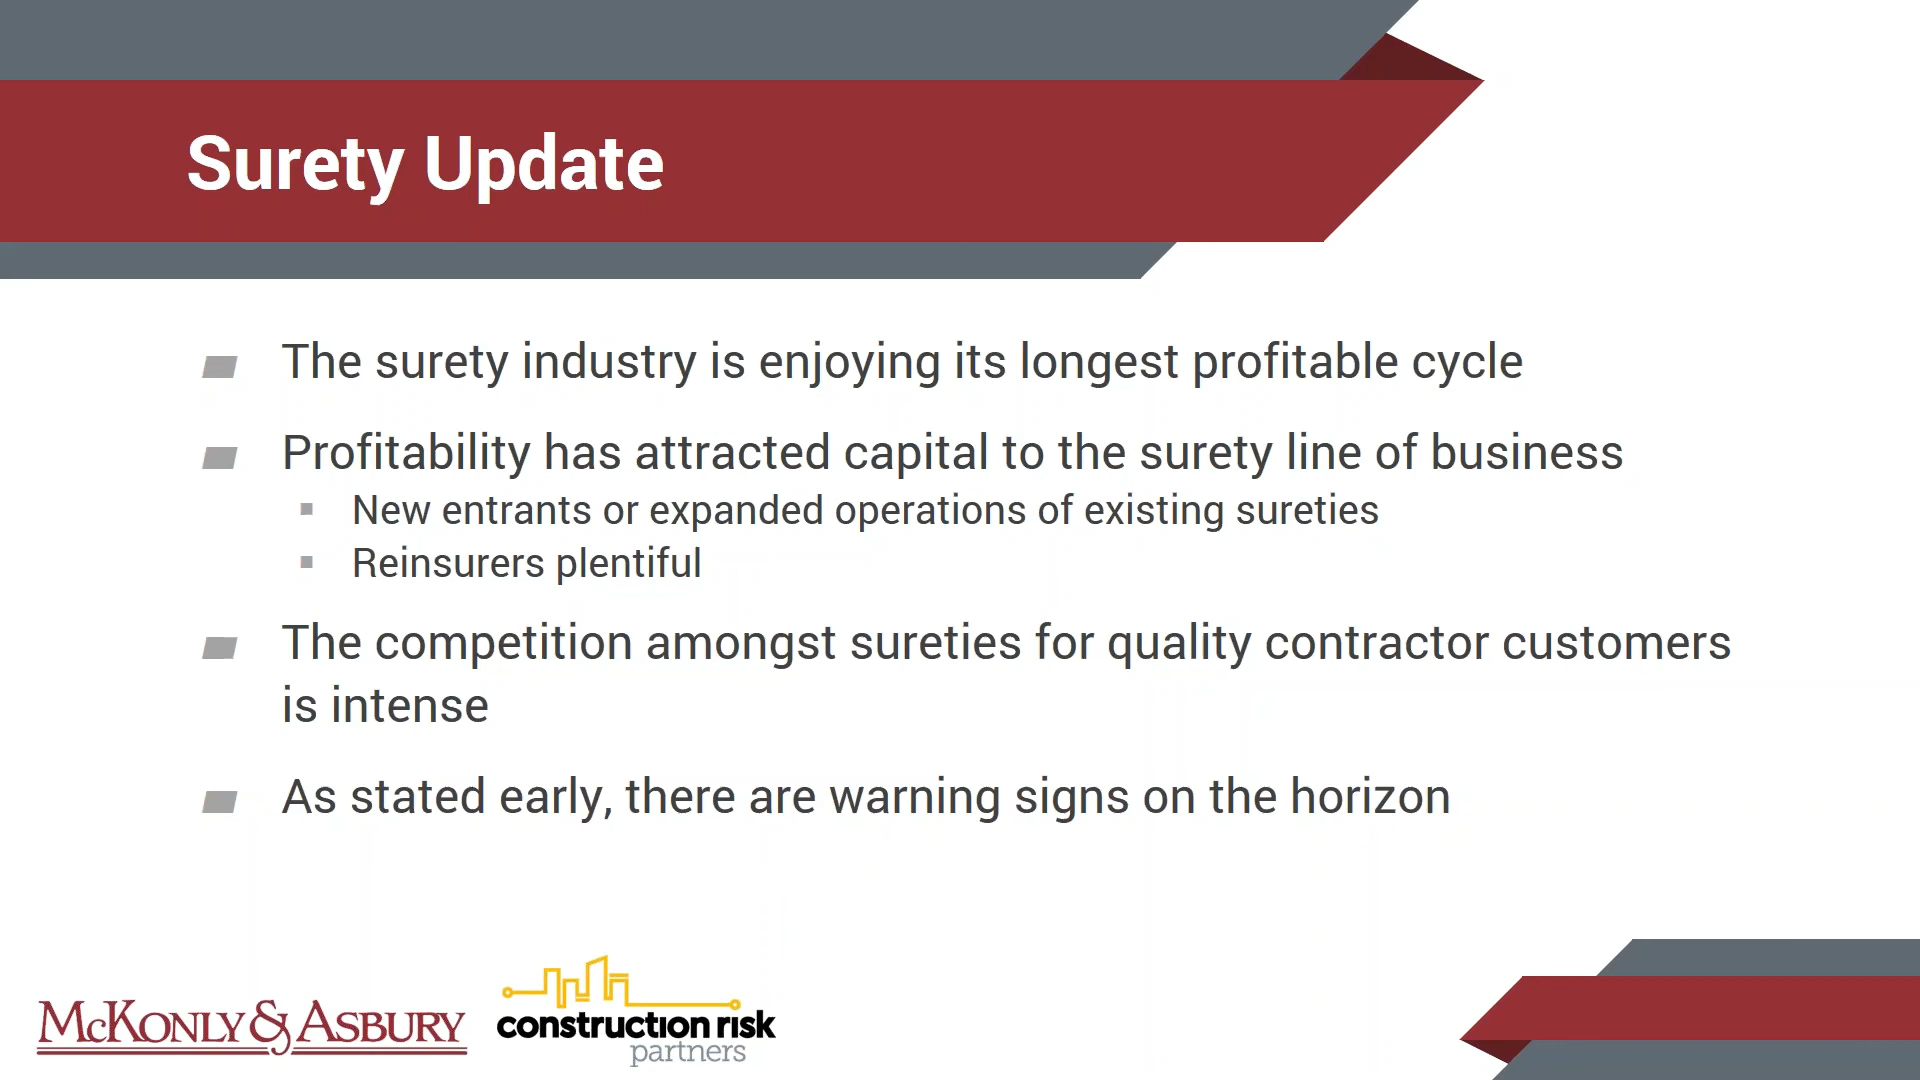 Surety Update
The surety industry is enjoying its longest profitable cycle
Profitability has attracted capital to the surety line of business
New entrants or expanded operations of existing sureties
Reinsurers plentiful
The competition amongst sureties for quality contractor customers
is intense
As stated early, there are warning signs on the horizon
McKonly & Asbury
construction risk
partners